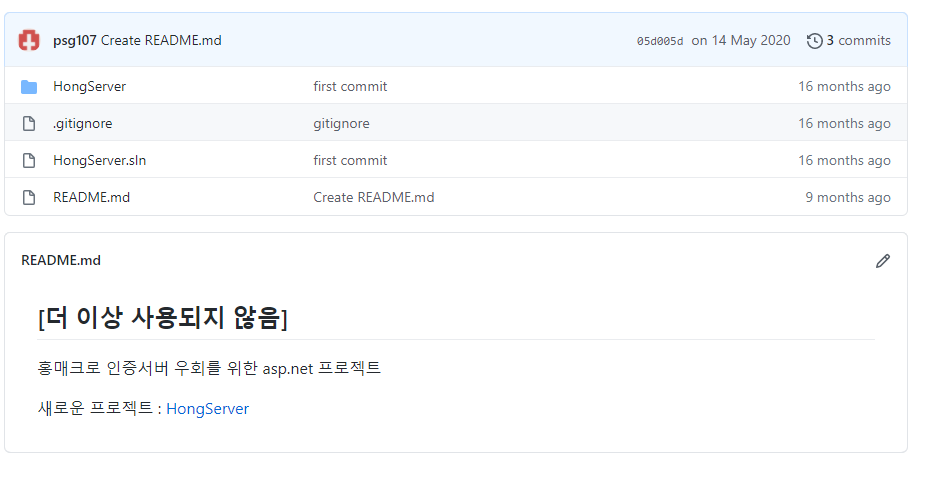 psg107 Create README.md 05d005d on 14 May 2020 3 commits
HongServer first commit 16 months ago
.gitignore gitignore 16 months ago
HongServer.sln first commit 16 months ago
README.md Create README.md 9 months ago
README.md
[더 이상 사용되지 않음]
홍매크로 인증서버 우회를 위한 asp.net 프로젝트
새로운 프로젝트 : HongServer